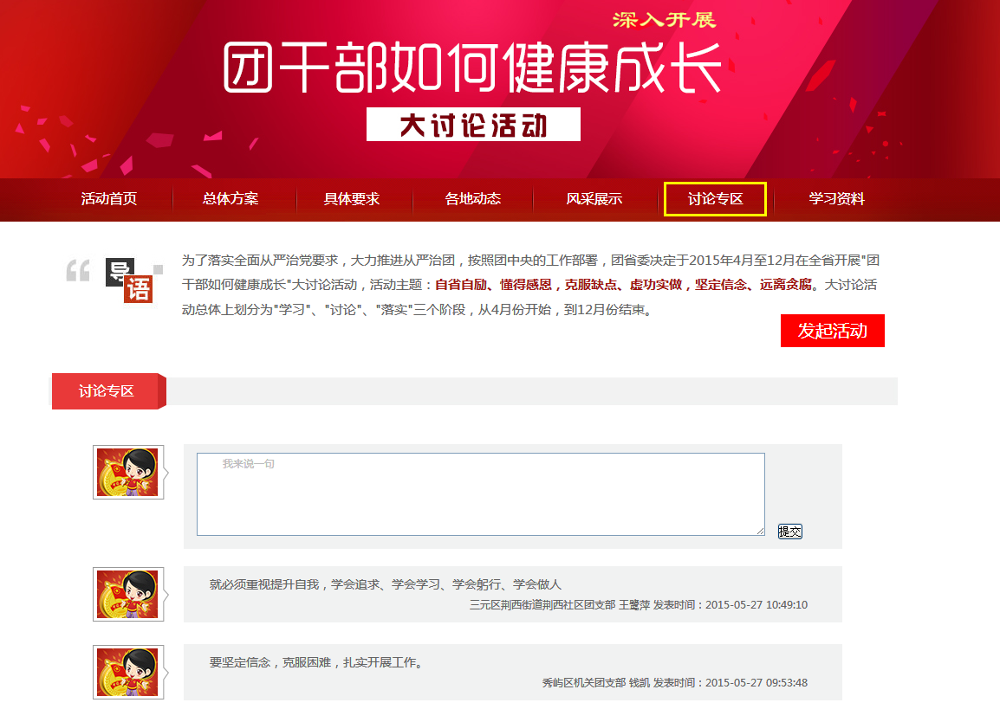 深入开展
团干部如何健康成长
大讨论活动
活动首页 总体方案 具体要求 各地动态 风采展示 讨论专区 学习资料
导语
为了落实全面从严治党要求，大力推进从严治团，按照团中央的工作部署，团省委决定于2015年4月至12月在全省开展"团
干部如何健康成长"大讨论活动，活动主题：自省自励、懂得感恩，克服缺点、虚功实做，坚定信念、远离贪腐。大讨论活
动总体上划分为"学习"、"讨论"、"落实"三个阶段，从4月份开始，到12月份结束。
发起活动
讨论专区
我来说一句
提交
就必须重视提升自我，学会追求、学会学习、学会躬行、学会做人
三元区荆西街道荆西社区团支部 王鹭萍 发表时间：2015-05-27 10:49:10
要坚定信念，克服困难，扎实开展工作。
秀屿区机关团支部 钱凯 发表时间：2015-05-27 09:53:48